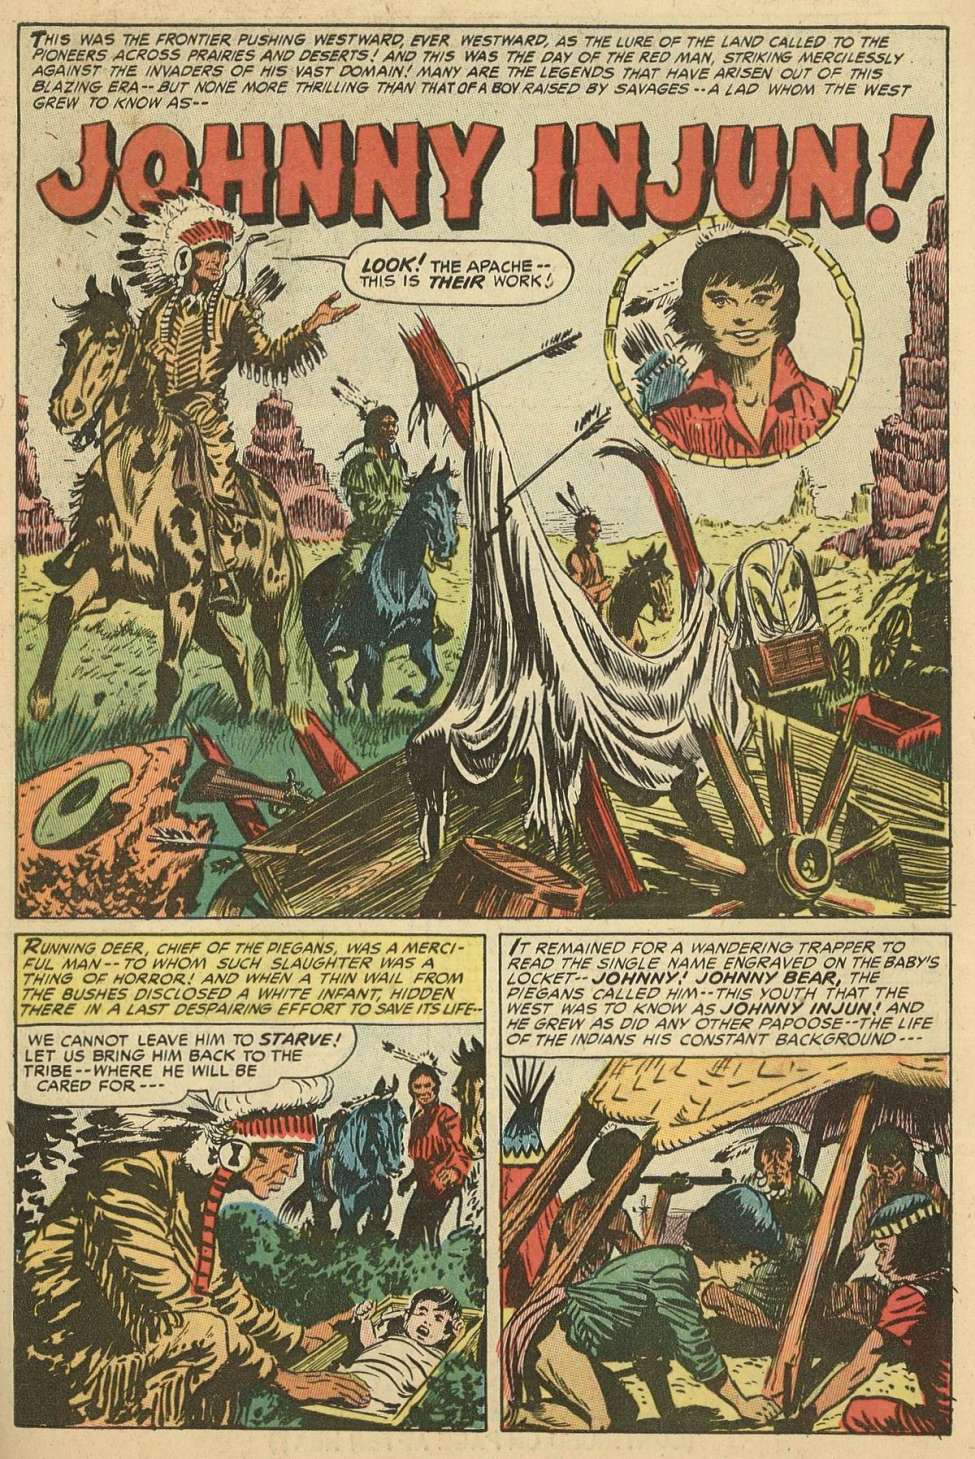 THIS WAS THE FRONTIER PUSHING WESTWARD, EVER WESTWARD, AS THE LURE OF THE LAND CALLED TO THE
PIONEERS ACROSS PRAIRIES AND DESERTS! AND THIS WAS THE DAY OF THE RED MAN, STRIKING MERCILESSLY
AGAINST THE INVADERS OF HIS VAST DOMAIN! MANY ARE THE LEGENDS THAT HAVE ARISEN OUT OF THIS
BLAZING ERA--BUT NONE MORE THRILLING THAN THAT OF A BOY RAISED BY SAVAGES--A LAD WHOM THE WEST
GREW TO KNOW AS--
JOHNNY INJUN!
LOOK! THE APACHE--
THIS IS THEIR WORK!
RUNNING DEER, CHIEF OF THE PIEGANS, WAS A MERCI-
FUL MAN--TO WHOM SUCH SLAUGHTER WAS A
THING OF HORROR! AND WHEN A THIN WAIL FROM
THE BUSHES DISCLOSED A WHITE INFANT, HIDDEN
THERE IN A LAST DESPAIRING EFFORT TO SAVE ITS LIFE--
WE CANNOT LEAVE HIM TO STARVE!
LET US BRING HIM BACK TO THE
TRIBE--WHERE HE WILL BE
CARED FOR---
IT REMAINED FOR A WANDERING TRAPPER TO
READ THE SINGLE NAME ENGRAVED ON THE BABY'S
LOCKET--JOHNNY! JOHNNY BEAR, THE
PIEGANS CALLED HIM--THIS YOUTH THAT THE
WEST WAS TO KNOW AS JOHNNY INJUN! AND
HE GREW AS DID ANY OTHER PAPOOSE--THE LIFE
OF THE INDIANS HIS CONSTANT BACKGROUND---